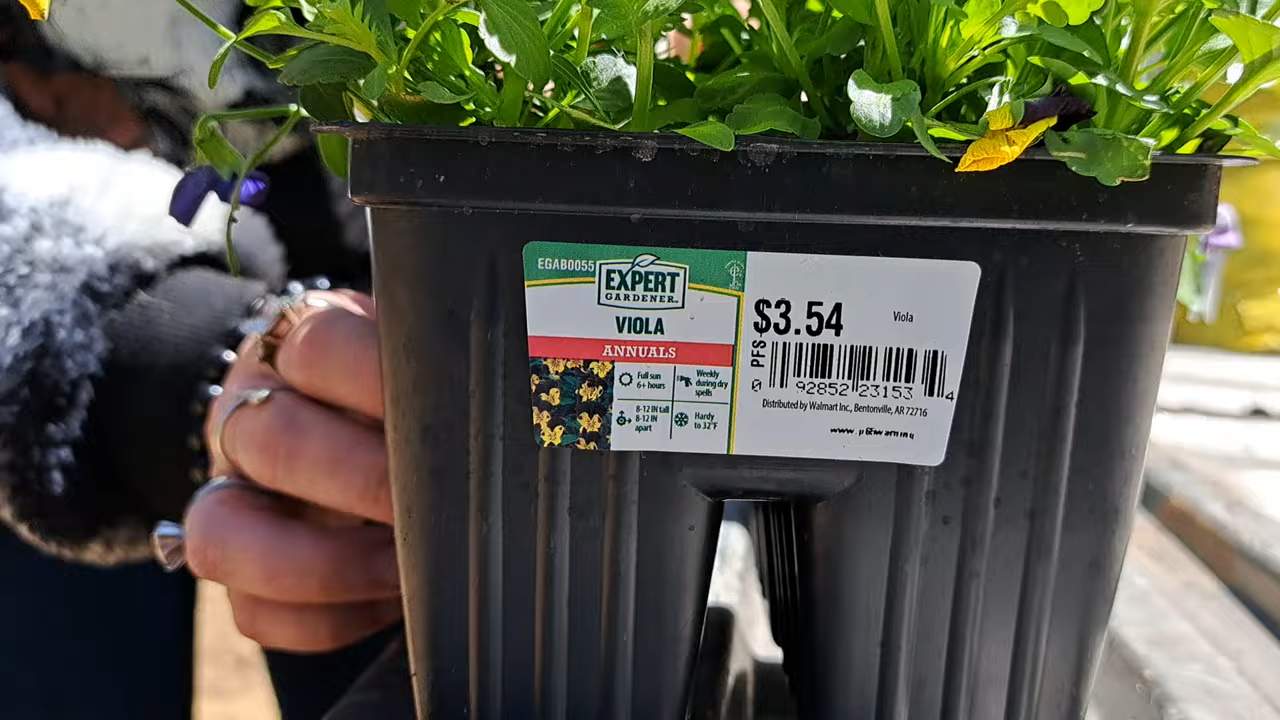 EGAB0055
EXPERT
GARDENER
VIOLA
ANNUALS
Full sun
6+ hours
Weekly
during dry
spells
8-12 IN tall
8-12 IN
apart
Hardy
to 32°F
$3.54
Viola
PFS
0 92852 23153 4
Distributed by Walmart Inc., Bentonville, AR 72716